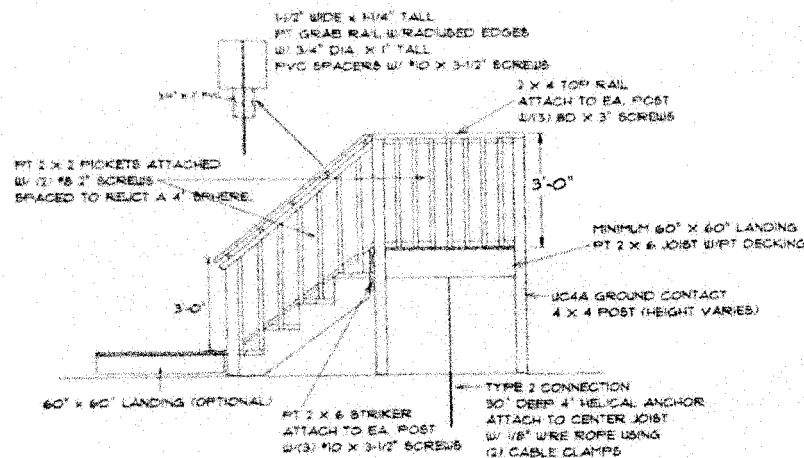 1-1/2" WIDE x 1-1/4" TALL
PT GRAB RAIL W/RADIUSED EDGES
W/ 3/4" DIA. X 1" TALL
PVC SPACERS W/ #10 X 3-1/2" SCREWS
2 X 4 TOP RAIL
ATTACH TO EA. POST
W/(3) 8D X 3" SCREWS
PT 2 X 2 PICKETS ATTACHED
W/ (2) #8 2" SCREWS
SPACED TO REJCT A 4" SPHERE.
3'-0"
MINIMUM 60" X 60" LANDING
PT 2 X 6 JOIST W/PT DECKING
UC4A GROUND CONTACT
4 X 4 POST (HEIGHT VARIES)
3'-0"
60" x 60" LANDING (OPTIONAL)
PT 2 X 6 STRIKER
ATTACH TO EA. POST
W/(3) #10 X 3-1/2" SCREWS
TYPE 2 CONNECTION
30" DEEP 4" HELICAL ANCHOR
ATTACH TO CENTER JOIST
W/ 1/8" WIRE ROPE USING
(2) CABLE CLAMPS